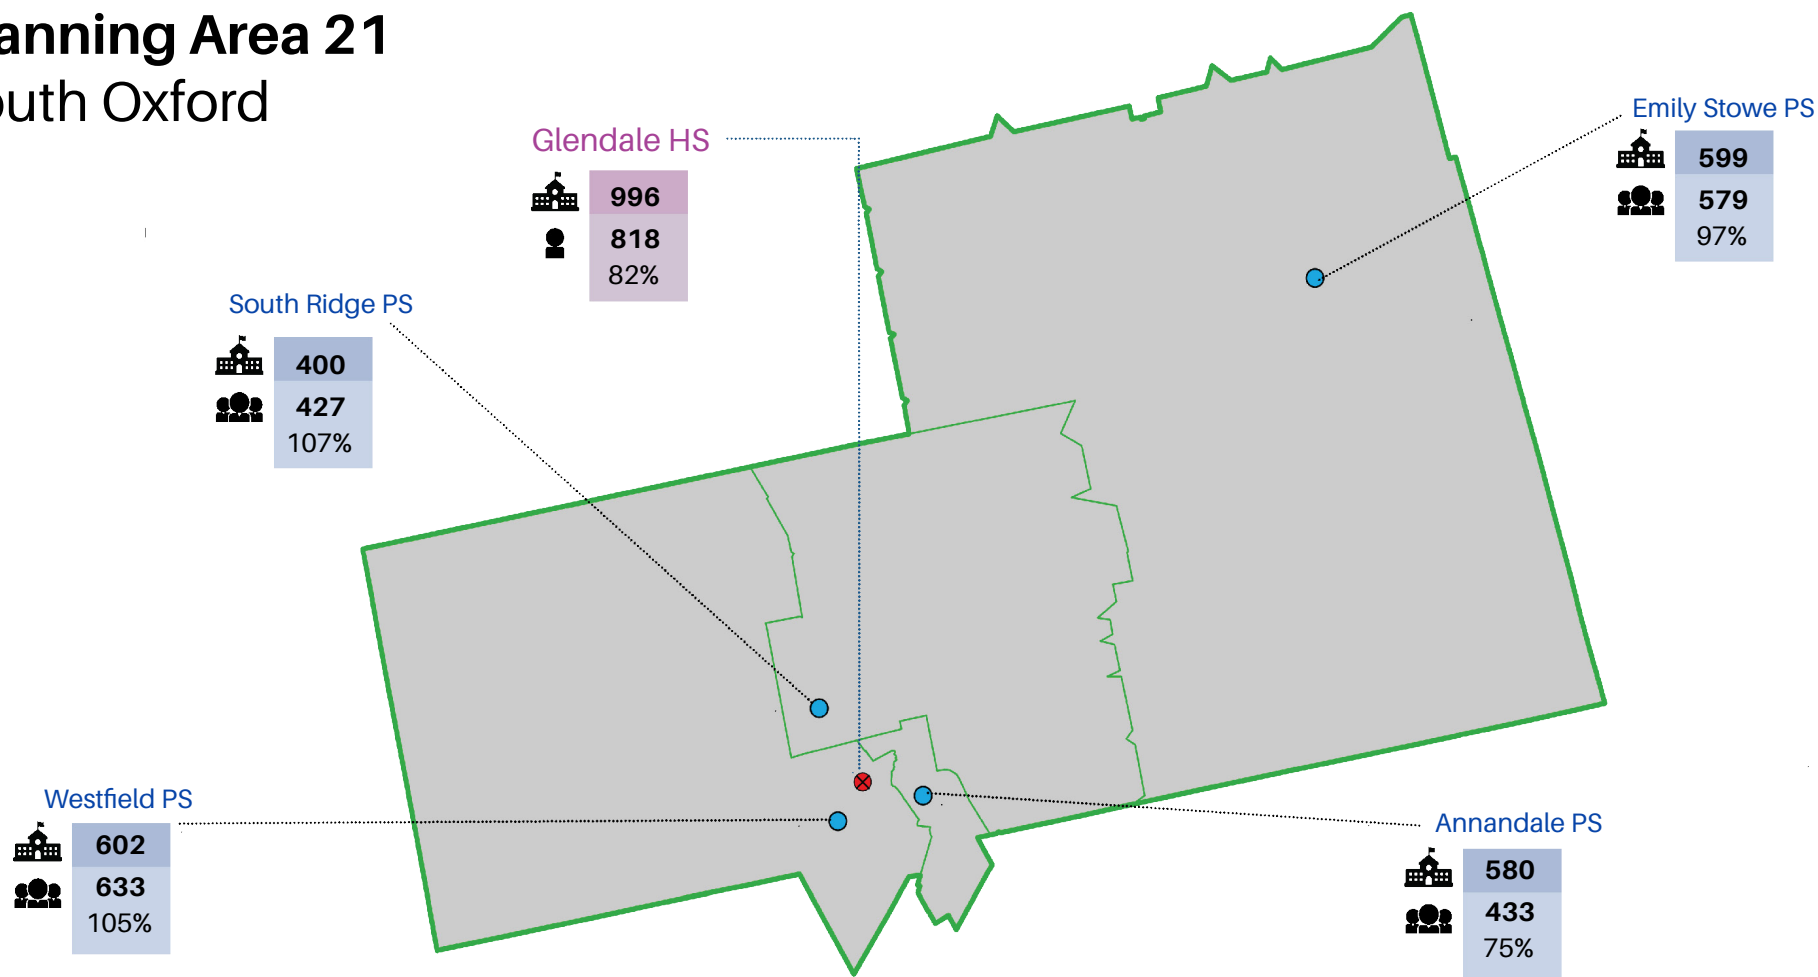 anning Area 21
outh Oxford
Emily Stowe PS
599
579
97%
Glendale HS
996
818
82%
South Ridge PS
400
427
107%
Westfield PS
602
633
105%
Annandale PS
580
433
75%